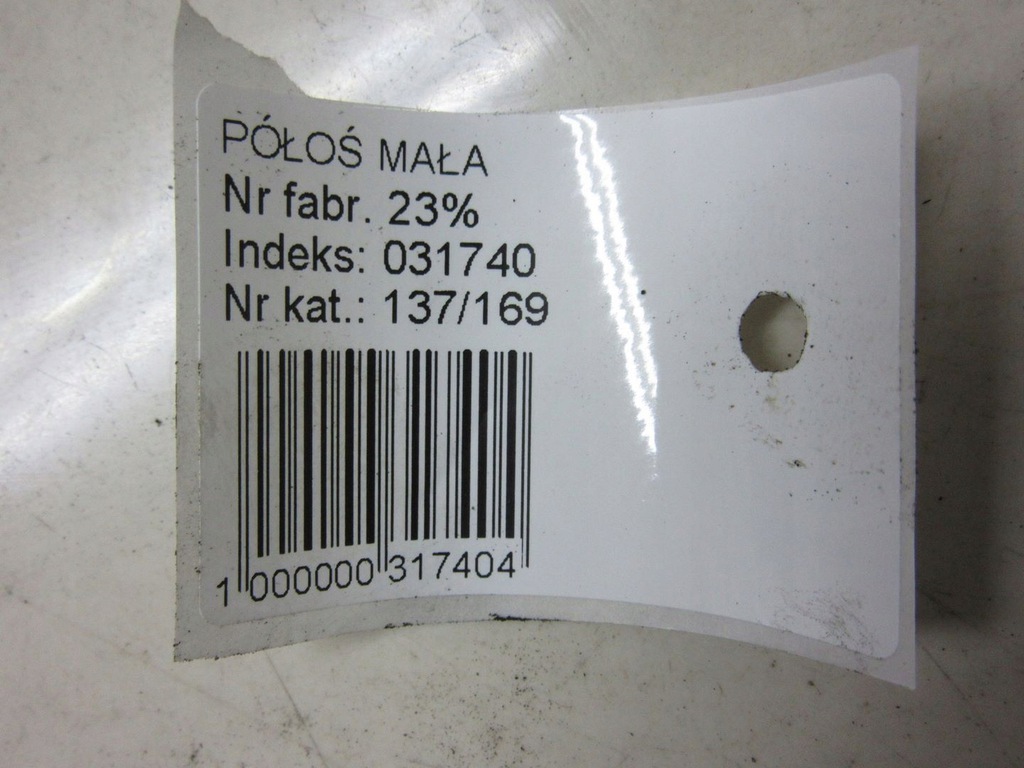 PÓŁOŚ MAŁA
Nr fabr. 23%
Indeks: 031740
Nr kat.: 137/169
1 000000 317404